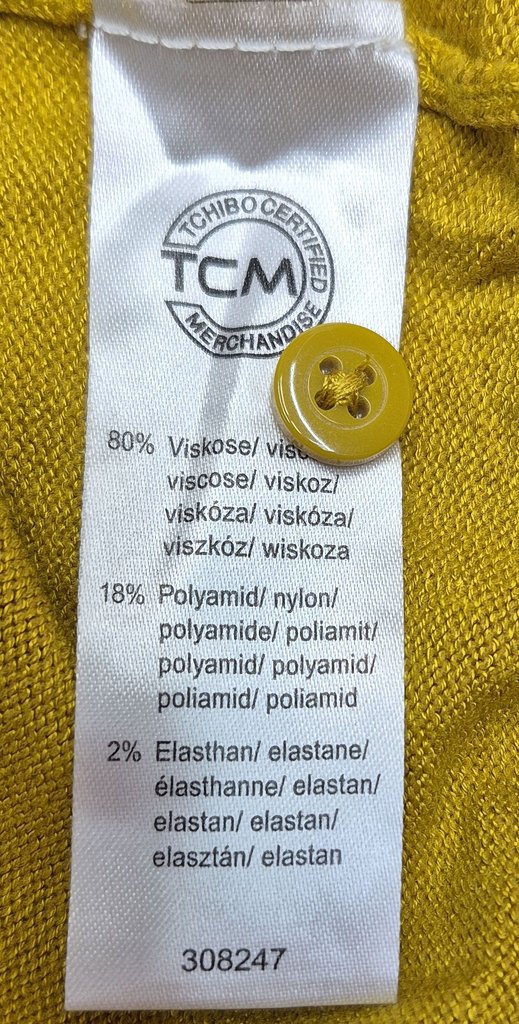 TCHIBO CERTIFIED
TCM
MERCHANDISE
80% Viskose/
viscose/ viskoz/
viskóza/ viskóza/
viszkóz/ wiskoza
18% Polyamid/ nylon/
polyamide/ poliamit/
polyamid/ polyamid/
poliamid/ poliamid
2% Elasthan/ elastane/
élasthanne/ elastan/
elastan/ elastan/
elasztán/ elastan
308247